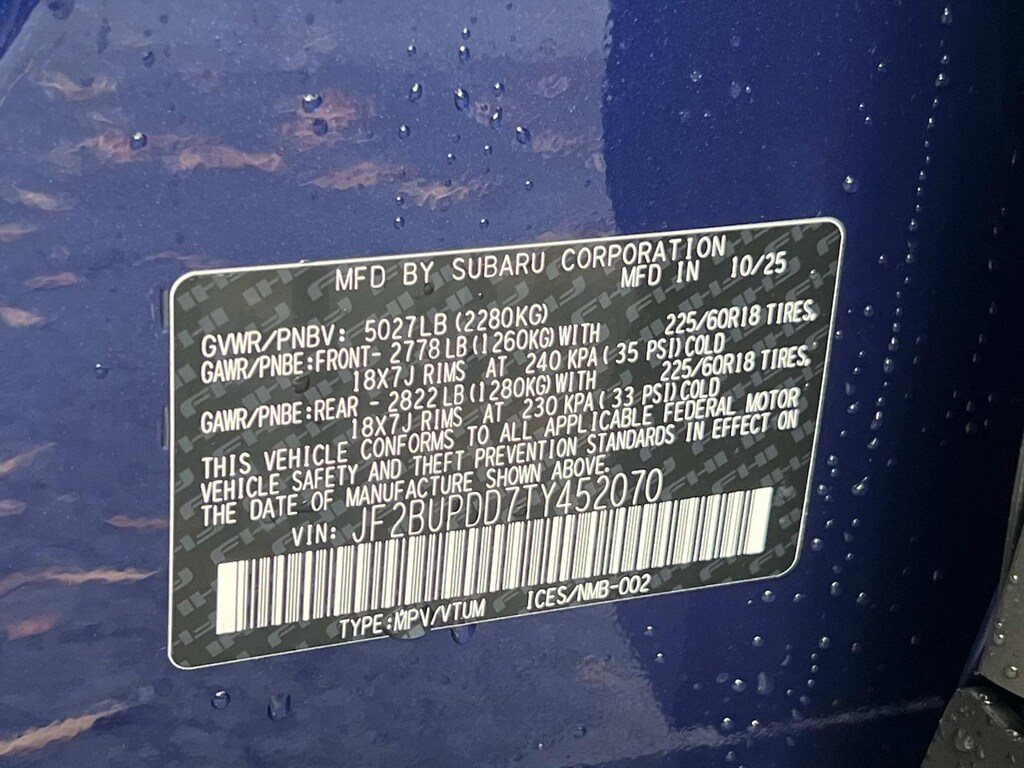 MFD BY SUBARU CORPORATION
MFD IN 10/25
GVWR/PNBV: 5027LB (2280KG)
GAWR/PNBE:FRONT- 2778 LB (1260KG) WITH 225/60R18 TIRES.
18X7J RIMS AT 240 KPA ( 35 PSI) COLD
GAWR/PNBE:REAR - 2822 LB (1280KG) WITH 225/60R18 TIRES.
18X7J RIMS AT 230 KPA ( 33 PSI) COLD
THIS VEHICLE CONFORMS TO ALL APPLICABLE FEDERAL MOTOR
VEHICLE SAFETY AND THEFT PREVENTION STANDARDS IN EFFECT ON
THE DATE OF MANUFACTURE SHOWN ABOVE.
VIN: JF2BUPDD7TY452070
TYPE:MPV/VTUM ICES/NMB-002